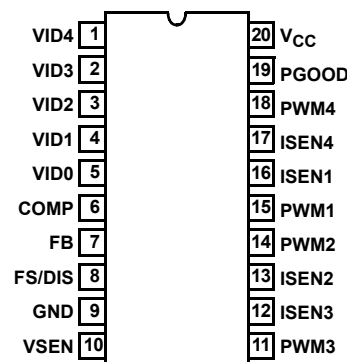 VID4 1 20 VCC
VID3 2 19 PGOOD
VID2 3 18 PWM4
VID1 4 17 ISEN4
VID0 5 16 ISEN1
COMP 6 15 PWM1
FB 7 14 PWM2
FS/DIS 8 13 ISEN2
GND 9 12 ISEN3
VSEN 10 11 PWM3